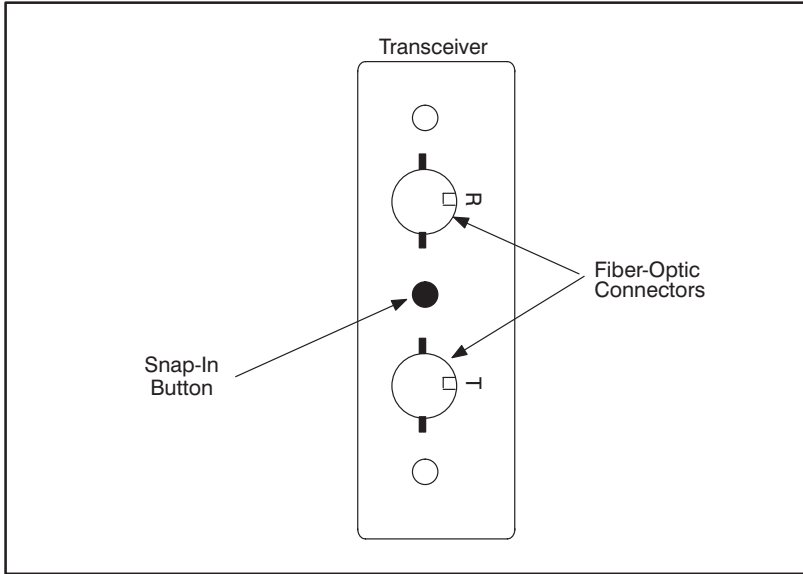 Transceiver
R
Fiber-Optic
Connectors
Snap-In
Button
T